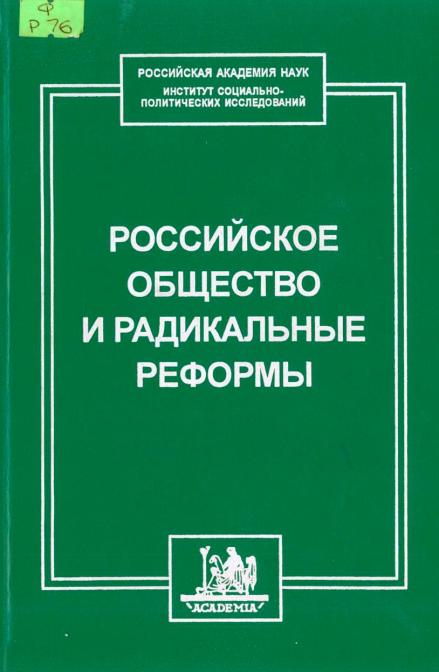 Ф
Р 76
РОССИЙСКАЯ АКАДЕМИЯ НАУК
ИНСТИТУТ СОЦИАЛЬНО-
ПОЛИТИЧЕСКИХ ИССЛЕДОВАНИЙ
РОССИЙСКОЕ
ОБЩЕСТВО
И РАДИКАЛЬНЫЕ
РЕФОРМЫ
ACADEMIA